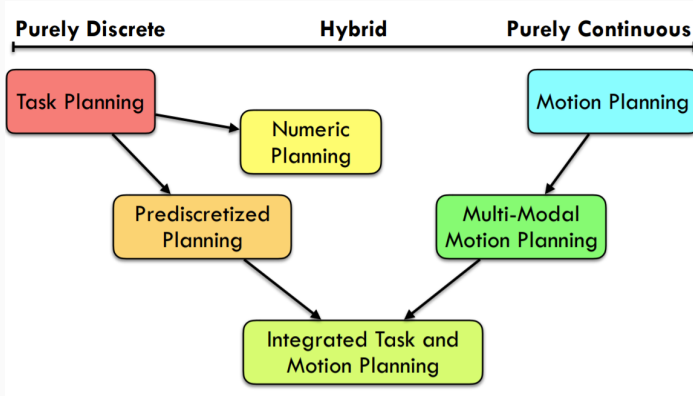 Purely Discrete
Hybrid
Purely Continuous
Task Planning
Motion Planning
Numeric
Planning
Prediscretized
Planning
Multi-Modal
Motion Planning
Integrated Task and
Motion Planning